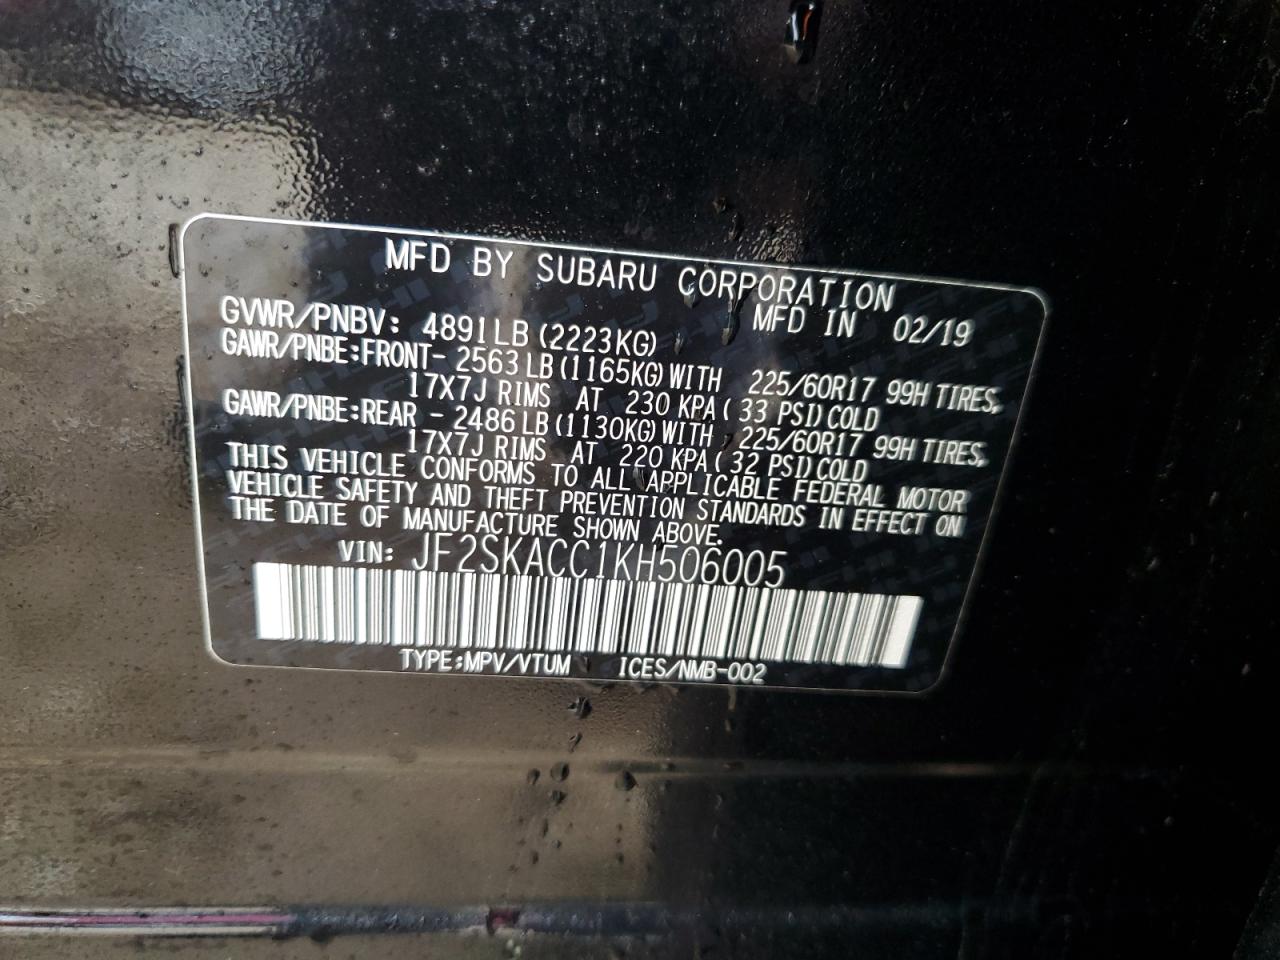 MFD BY SUBARU CORPORATION
MFD IN 02/19
GVWR/PNBV: 4891LB (2223KG)
GAWR/PNBE:FRONT- 2563LB(1165KG)WITH 225/60R17 99H TIRES,
17X7J RIMS AT 230 KPA( 33 PSI)COLD
GAWR/PNBE:REAR - 2486LB(1130KG)WITH 225/60R17 99H TIRES,
17X7J RIMS AT 220 KPA( 32 PSI)COLD
THIS VEHICLE CONFORMS TO ALL APPLICABLE FEDERAL MOTOR
VEHICLE SAFETY AND THEFT PREVENTION STANDARDS IN EFFECT ON
THE DATE OF MANUFACTURE SHOWN ABOVE.
VIN: JF2SKACC1KH506005
TYPE:MPV/VTUM ICES/NMB-002